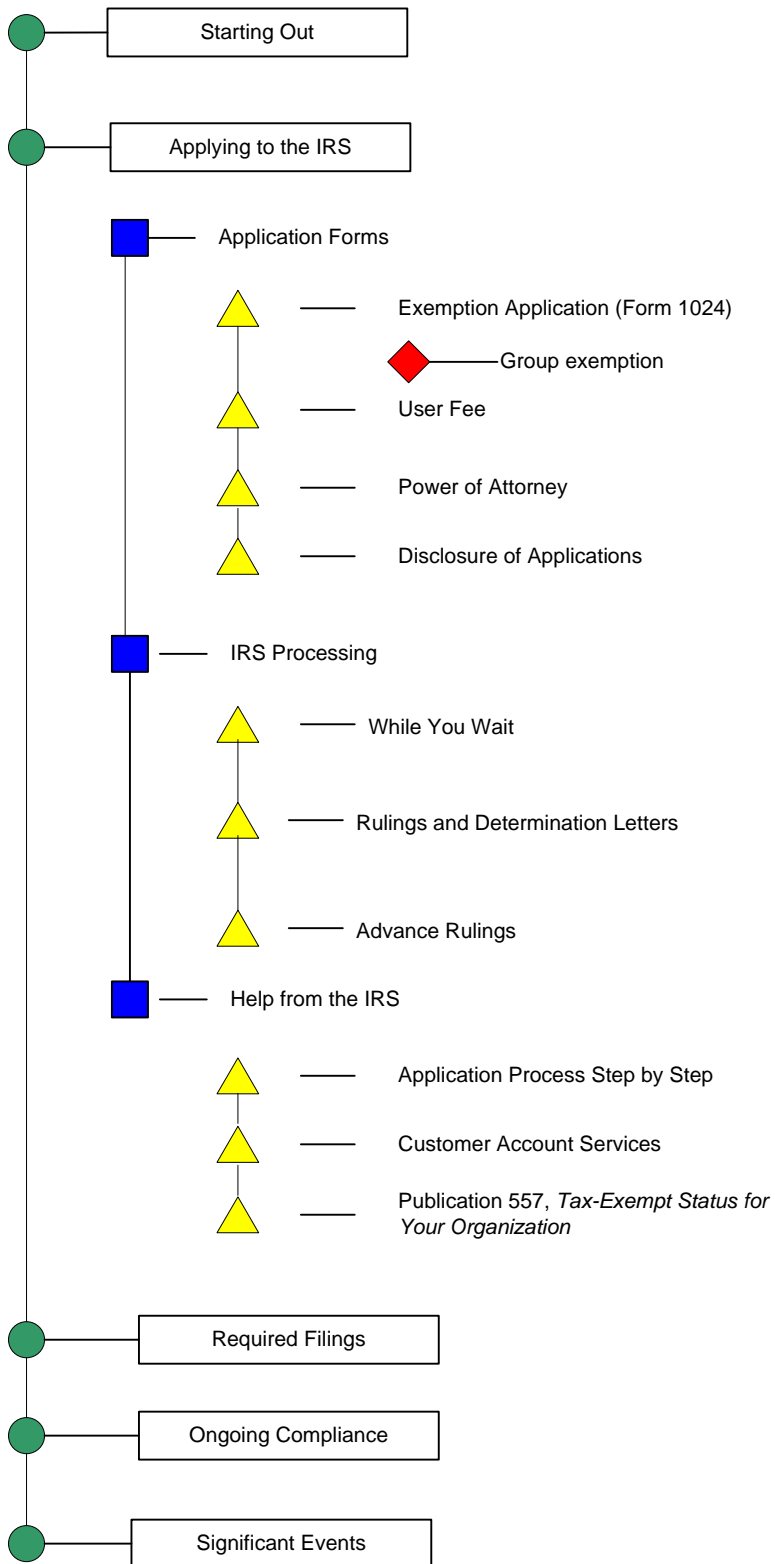 Starting Out
Applying to the IRS
Application Forms
Exemption Application (Form 1024)
Group exemption
User Fee
Power of Attorney
Disclosure of Applications
IRS Processing
While You Wait
Rulings and Determination Letters
Advance Rulings
Help from the IRS
Application Process Step by Step
Customer Account Services
Publication 557, Tax-Exempt Status for
Your Organization
Required Filings
Ongoing Compliance
Significant Events